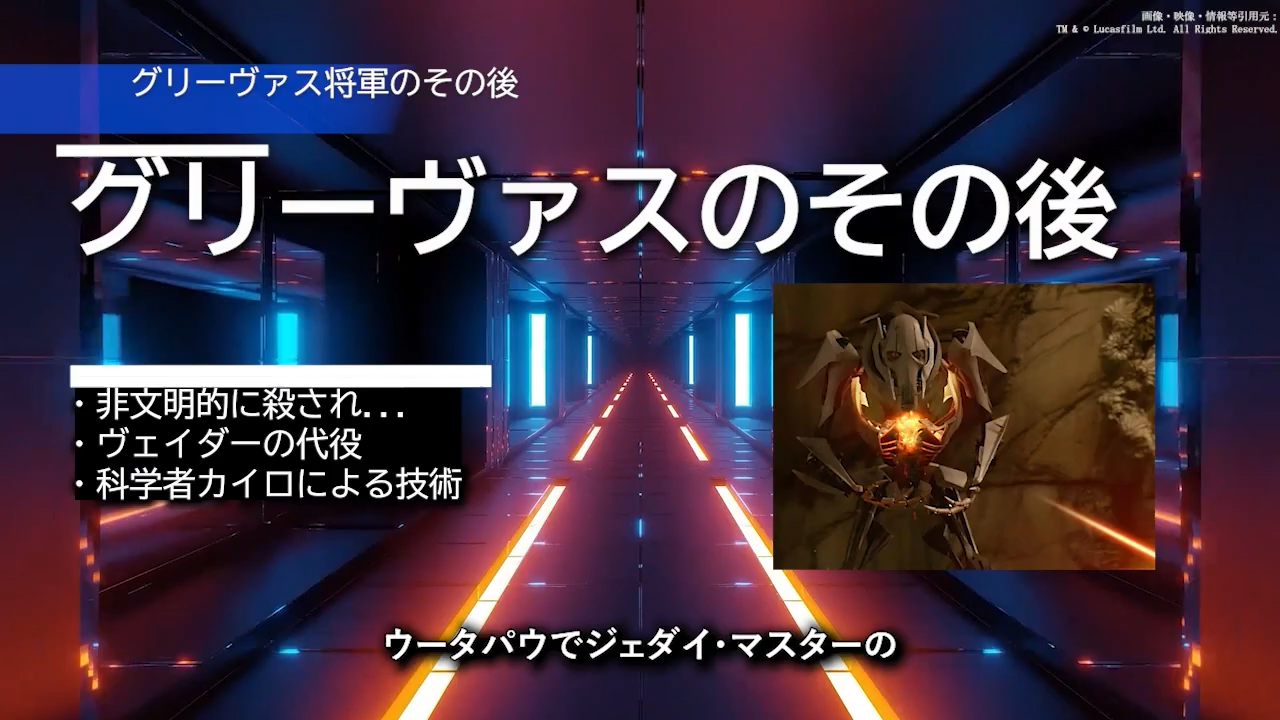 画像・映像・情報等引用元：
TM & © Lucasfilm Ltd. All Rights Reserved.
グリーヴァス将軍のその後
グリーヴァスのその後
・非文明的に殺され...
・ヴェイダーの代役
・科学者カイロによる技術
ウータパウでジェダイ・マスターの